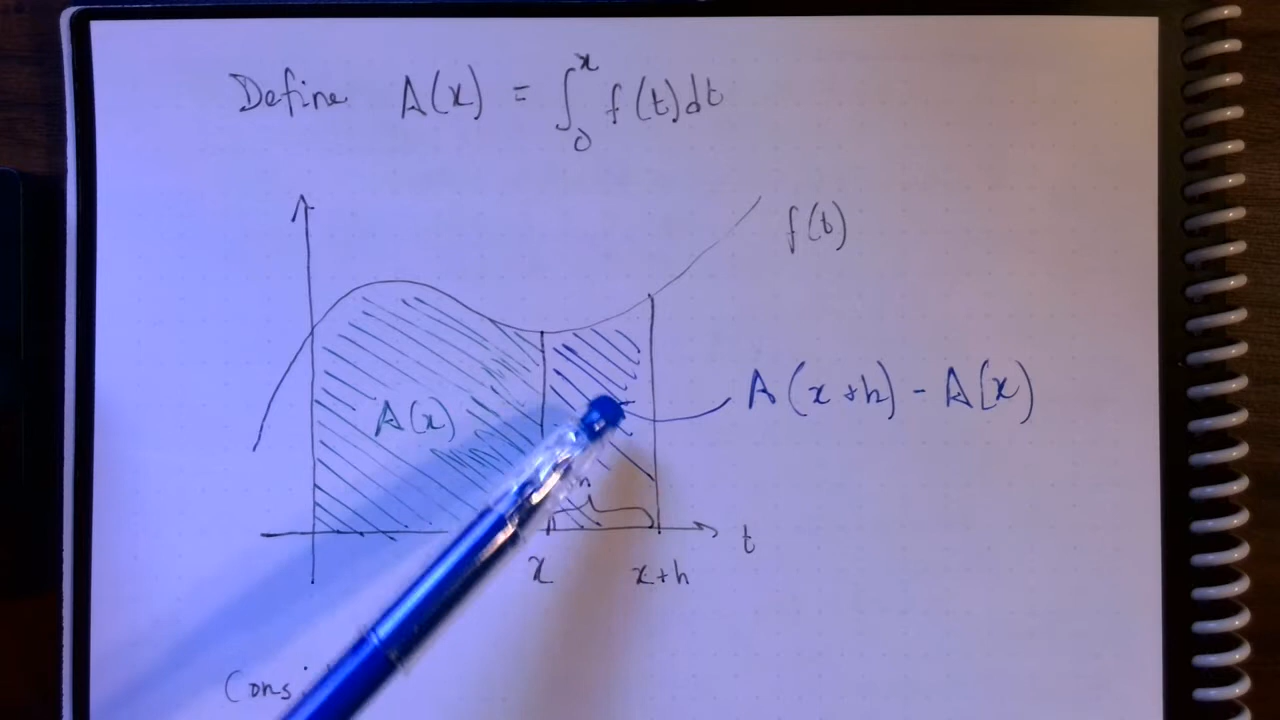 Define A(x) = ∫₀ˣ f(t)dt
f(t)
A(x)
A(x+h) - A(x)
h
t
x
x+h